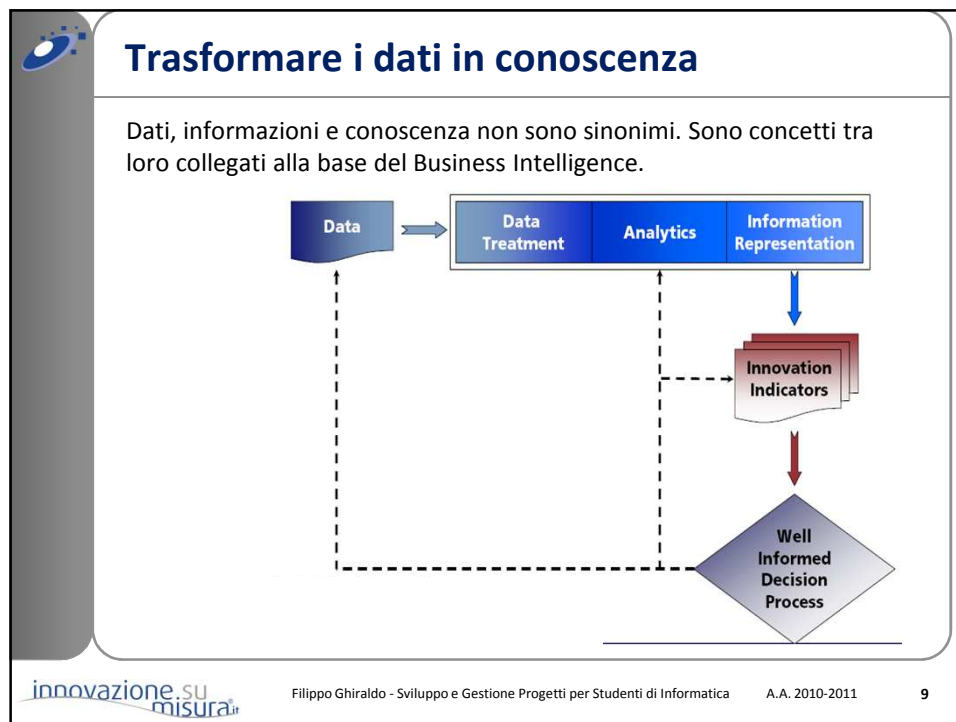 Trasformare i dati in conoscenza
Dati, informazioni e conoscenza non sono sinonimi. Sono concetti tra
loro collegati alla base del Business Intelligence.
Data
Data
Treatment
Analytics
Information
Representation
Innovation
Indicators
Well
Informed
Decision
Process
innovazione.su
misura.it
Filippo Ghiraldo - Sviluppo e Gestione Progetti per Studenti di Informatica A.A. 2010-2011 9